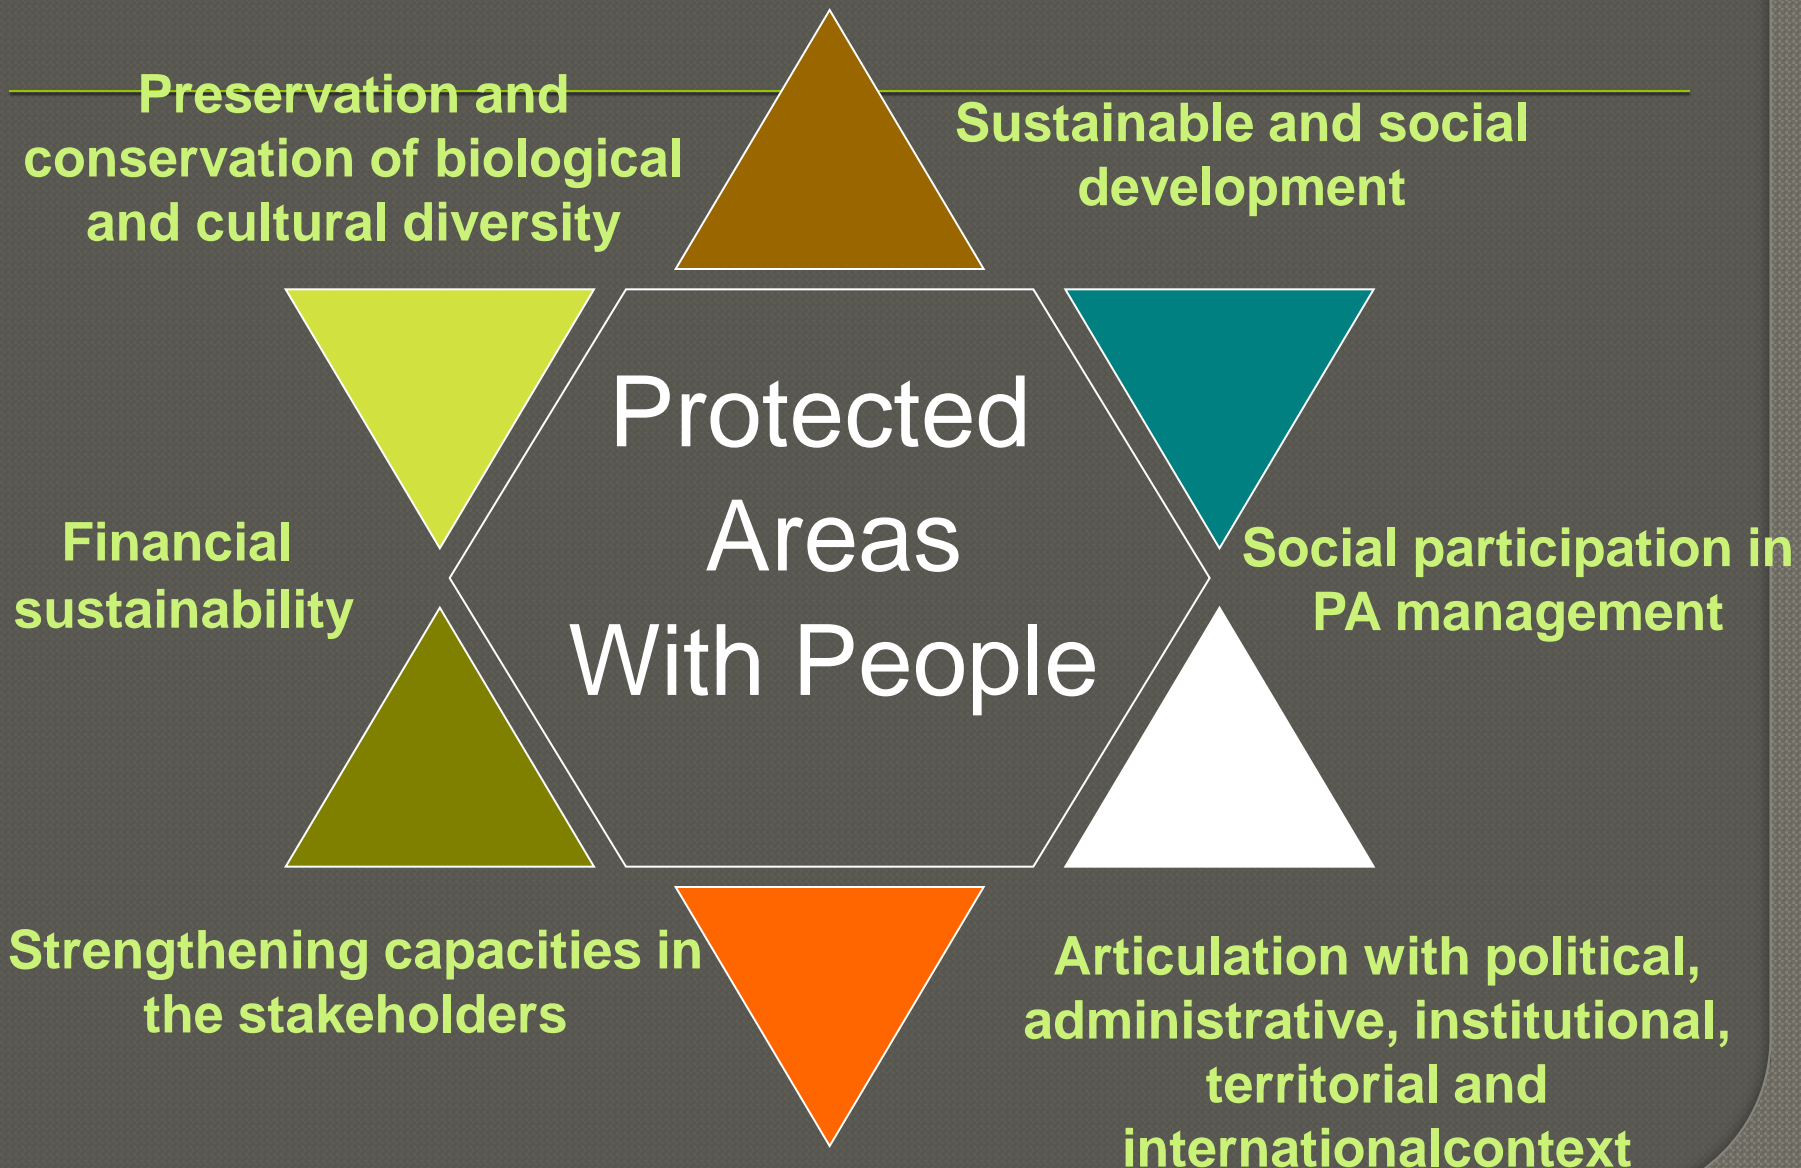 Preservation and
conservation of biological
and cultural diversity
Sustainable and social
development
Protected
Areas
With People
Financial
sustainability
Social participation in
PA management
Strengthening capacities in
the stakeholders
Articulation with political,
administrative, institutional,
territorial and
internationalcontext